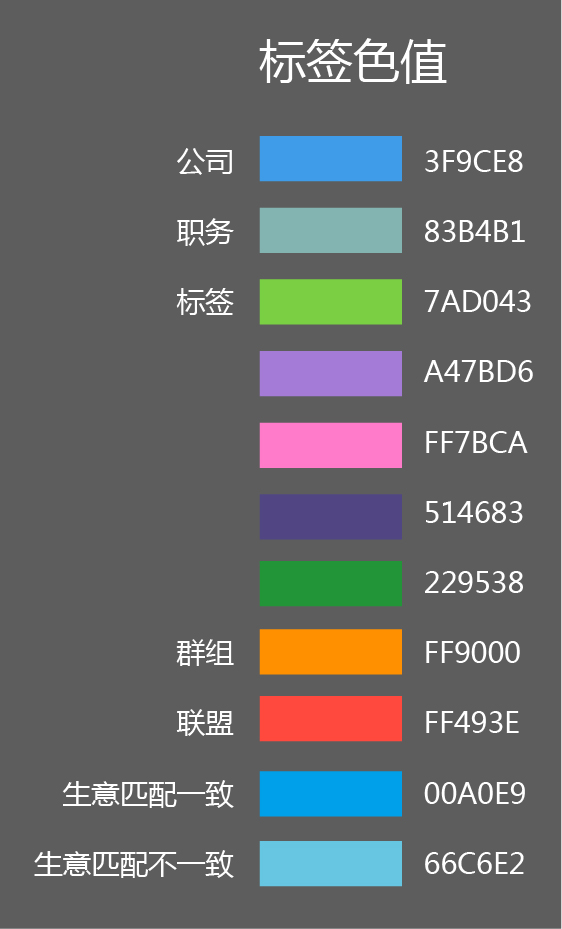 标签色值
公司 3F9CE8
职务 83B4B1
标签 7AD043
A47BD6
FF7BCA
514683
229538
群组 FF9000
联盟 FF493E
生意匹配一致 00A0E9
生意匹配不一致 66C6E2